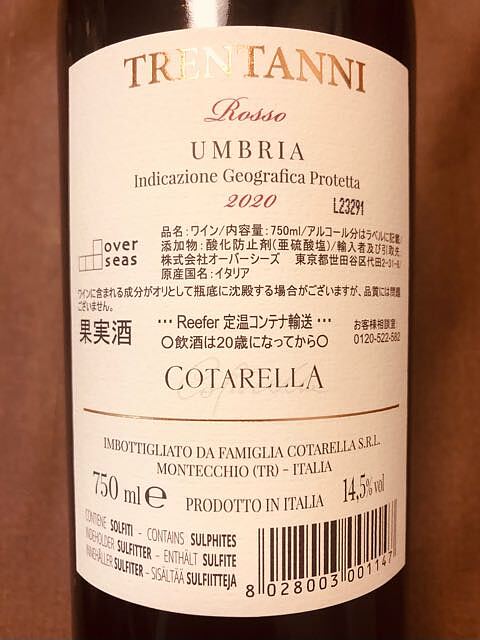 TRENTANNI
Rosso
UMBRIA
Indicazione Geografica Protetta
2020
L23291
over
seas
品名:ワイン/内容量:750ml/アルコール分はラベルに記載/
添加物:酸化防止剤(亜硫酸塩)/輸入者及び引取先:
株式会社オーバーシーズ 東京都世田谷区代田2-31-8/
原産国名:イタリア
ワインに含まれる成分がオリとして瓶底に沈殿する場合がございますが、品質には問題
ございません。
果実酒
… Reefer 定温コンテナ輸送 …
○飲酒は20歳になってから○
お客様相談室:
0120-522-582
COTARELLA
IMBOTTIGLIATO DA FAMIGLIA COTARELLA S.R.L.
MONTECCHIO (TR) – ITALIA
750 ml e
PRODOTTO IN ITALIA
14,5% vol
CONTIENE SOLFITI – CONTAINS SULPHITES
INDEHOLDER SULFITTER – ENTHÄLT SULFITE
INNEHÅLLER SULFITER – SISÄLTÄÄ SULFIITTEJA
8 028003 001147